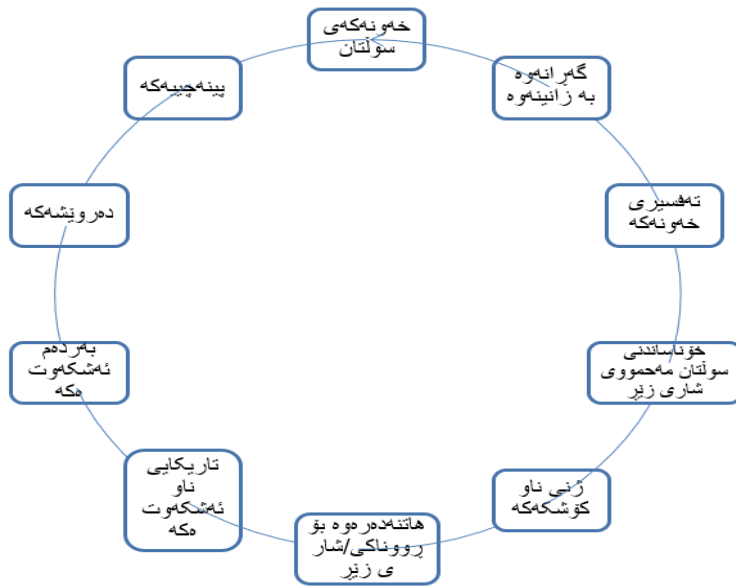 خەونەکەی
سوڵتان
گەڕانەوە
بە زانینەوە
تەفسیری
خەونەکە
خۆناساندنی
سوڵتان مەحمووی
شاری زێڕ
ژنی ناو
کۆشکەکە
هاتنەدەرەوە بۆ
ڕووناکی/شار
ی زێڕ
تاریکایی
ناو
ئەشکەوت
ەکە
بەردەم
ئەشکەوت
ەکە
دەروێشەکە
پینەچییەکە